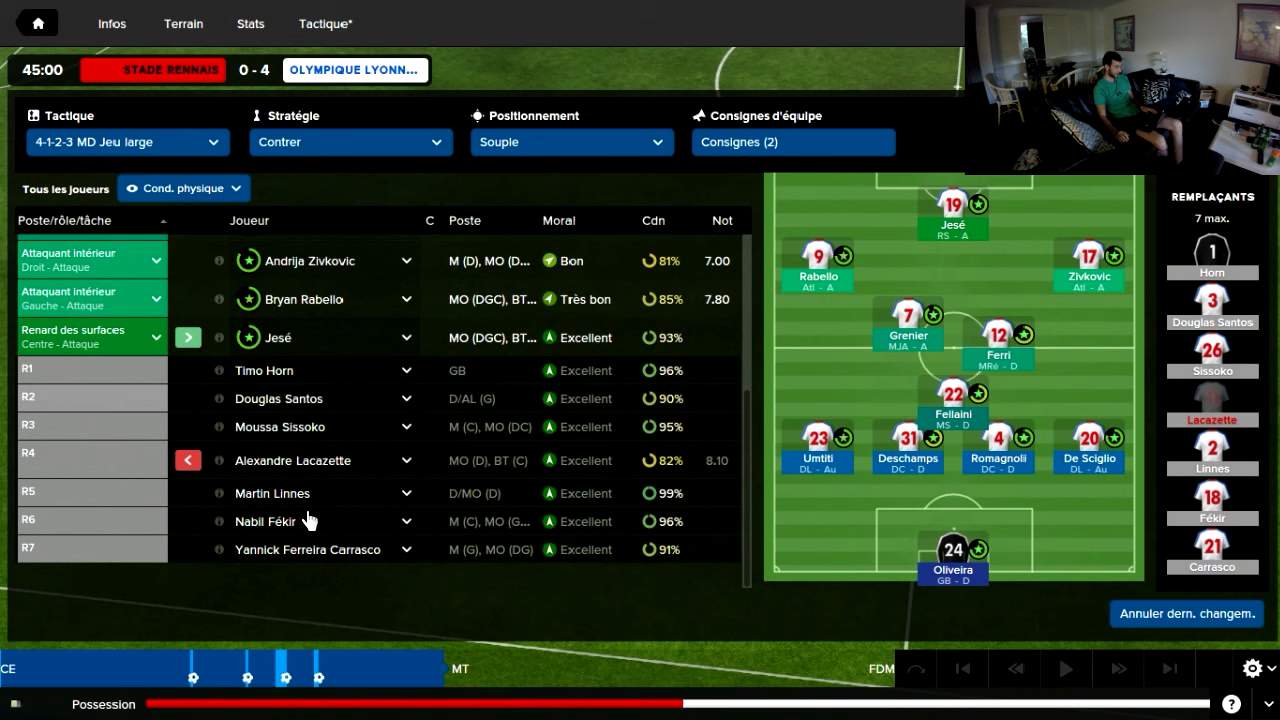 Infos Terrain Stats Tactique*
45:00 STADE RENNAIS 0 - 4 OLYMPIQUE LYONN...
Tactique Stratégie Positionnement Consignes d'équipe
4-1-2-3 MD Jeu large Contrer Souple Consignes (2)
Tous les joueurs Cond. physique
Poste/rôle/tâche Joueur C Poste Moral Cdn Not
Attaquant intérieur
Droit - Attaque
Andrija Zivkovic M (D), MO (D... Bon 81% 7.00
Attaquant intérieur
Gauche - Attaque
Bryan Rabello MO (DGC), BT... Très bon 85% 7.80
Renard des surfaces
Centre - Attaque
Jesé MO (DGC), BT... Excellent 93%
R1 Timo Horn GB Excellent 96%
R2 Douglas Santos D/AL (G) Excellent 90%
R3 Moussa Sissoko M (C), MO (DC) Excellent 95%
R4 Alexandre Lacazette MO (D), BT (C) Excellent 82% 8.10
R5 Martin Linnes D/MO (D) Excellent 99%
R6 Nabil Fékir M (C), MO (G... Excellent 96%
R7 Yannick Ferreira Carrasco M (G), MO (DG) Excellent 91%
19
Jesé
RS - A
9 17
Rabello Zivkovic
AtI - A AtI - A
7 12
Grenier Ferri
MJA - A MRé - D
22
Fellaini
MS - D
23 31 4 20
Umtiti Deschamps Romagnoli De Sciglio
DL - Au DC - D DC - D DL - Au
24
Oliveira
GB - D
REMPLAÇANTS
7 max.
1
Horn
3
Douglas Santos
26
Sissoko
Lacazette
2
Linnes
18
Fékir
21
Carrasco
Annuler dern. changem.
CE MT FDM
Possession ?